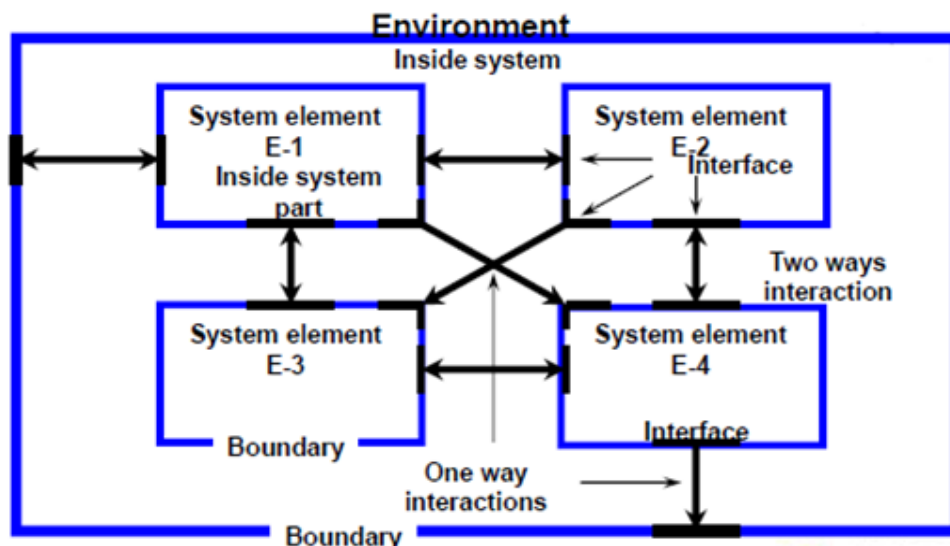 Environment
Inside system
System element
E-1
Inside system
part
System element
E-2
Interface
Two ways
interaction
System element
E-3
System element
E-4
Boundary
Interface
One way
interactions
Boundary